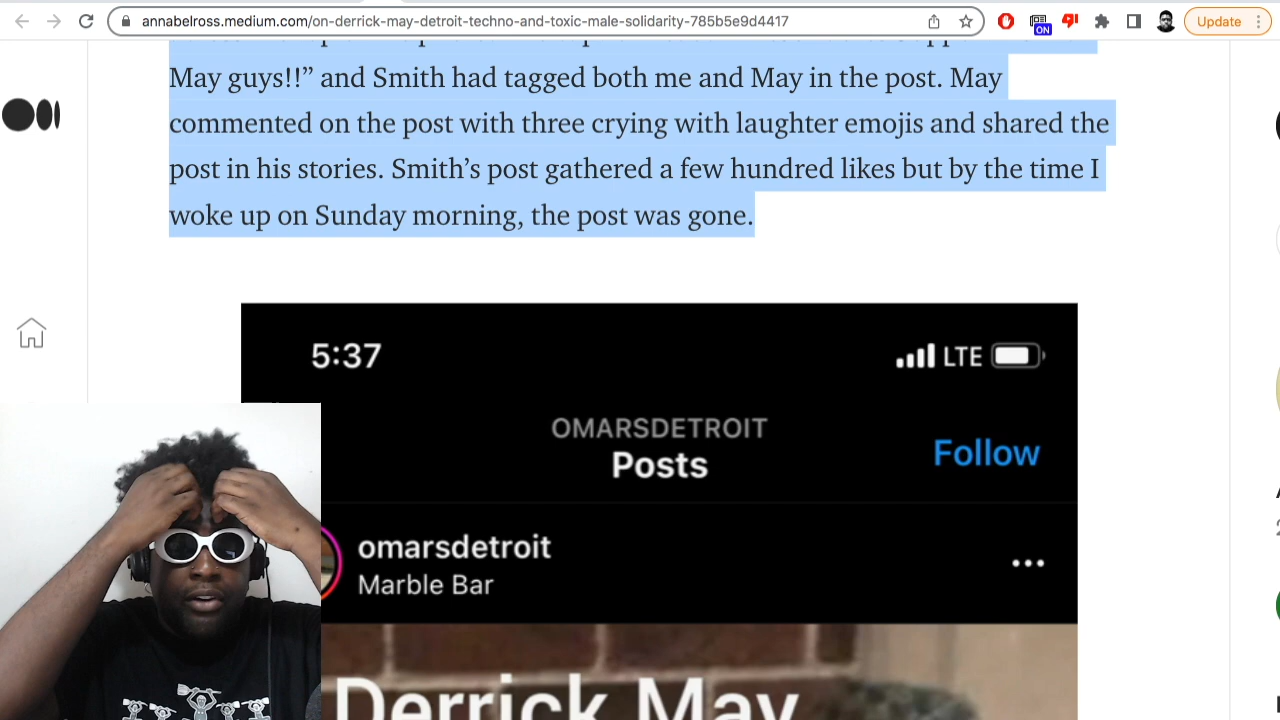 annabelross.medium.com/on-derrick-may-detroit-techno-and-toxic-male-solidarity-785b5e9d4417
ON
Update
May guys!!” and Smith had tagged both me and May in the post. May
commented on the post with three crying with laughter emojis and shared the
post in his stories. Smith’s post gathered a few hundred likes but by the time I
woke up on Sunday morning, the post was gone.
5:37
LTE
OMARSDETROIT
Posts
Follow
omarsdetroit
Marble Bar
Derrick May